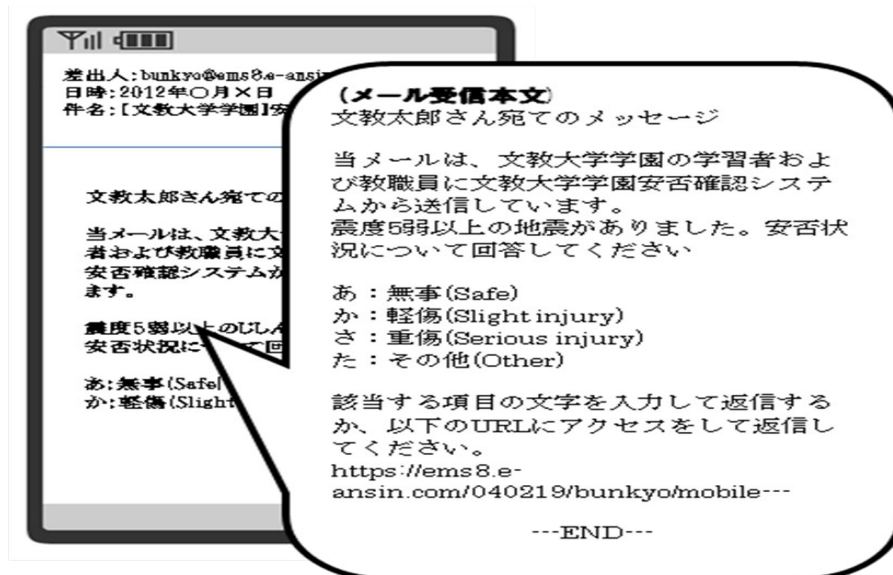 差出人:bunkyo@ems8.e-ansin
日時:2012年〇月×日
件名:【文教大学学園】安
文教太郎さん宛ての
当メールは、文教大
者および教職員に文
安否確認システムか
ます。
震度5弱以上のじしん
安否状況について回
あ:無事(Safe)
か:軽傷(Slight
(メール受信本文)
文教太郎さん宛てのメッセージ
当メールは、文教大学学園の学習者およ
び教職員に文教大学学園安否確認システ
ムから送信しています。
震度5弱以上の地震がありました。安否状
況について回答してください
あ：無事(Safe)
か：軽傷(Slight injury)
さ：重傷(Serious injury)
た：その他(Other)
該当する項目の文字を入力して返信する
か、以下のURLにアクセスをして返信し
てください。
https://ems8.e-
ansin.com/040219/bunkyo/mobile---
---END---